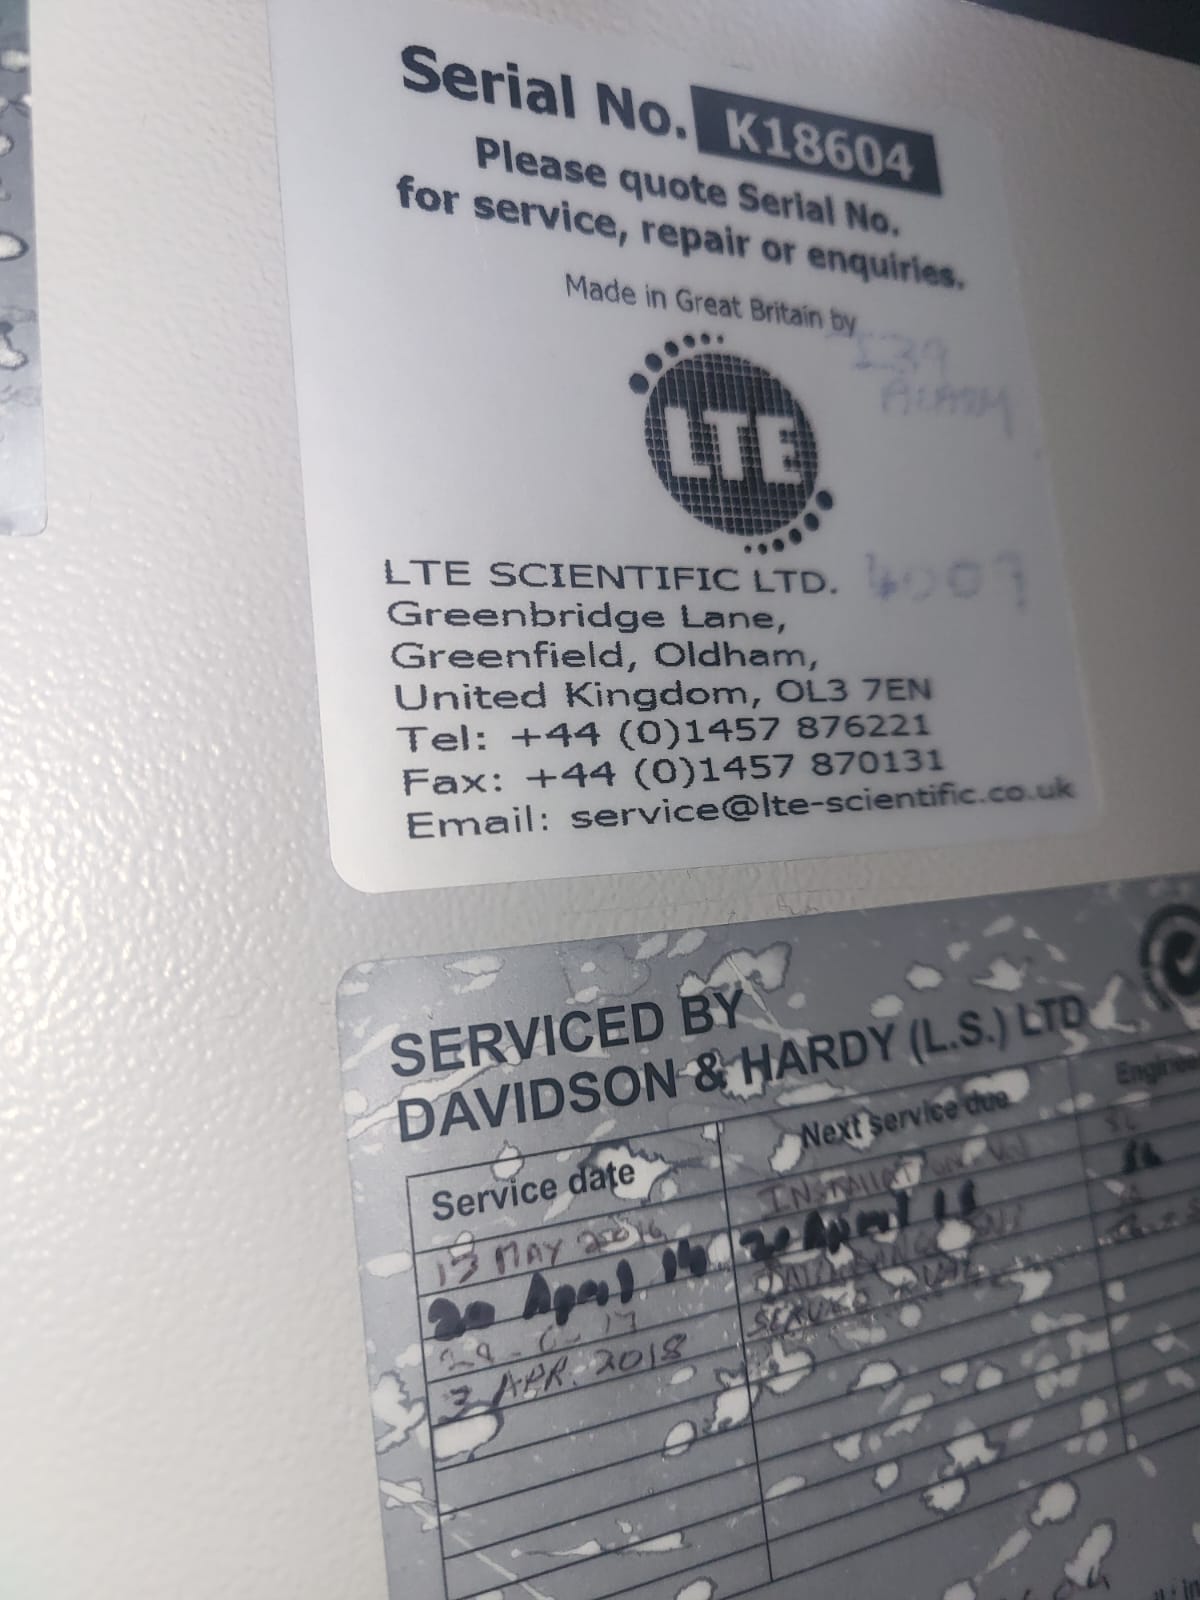 Serial No. K18604
Please quote Serial No.
for service, repair or enquiries.
Made in Great Britain by
LTE
LTE SCIENTIFIC LTD.
Greenbridge Lane,
Greenfield, Oldham,
United Kingdom, OL3 7EN
Tel: +44 (0)1457 876221
Fax: +44 (0)1457 870131
Email: service@lte-scientific.co.uk
SERVICED BY
DAVIDSON & HARDY (L.S.) LTD
Service date Next service due
13 MAY
20 April 20 April
3 APR. 2018